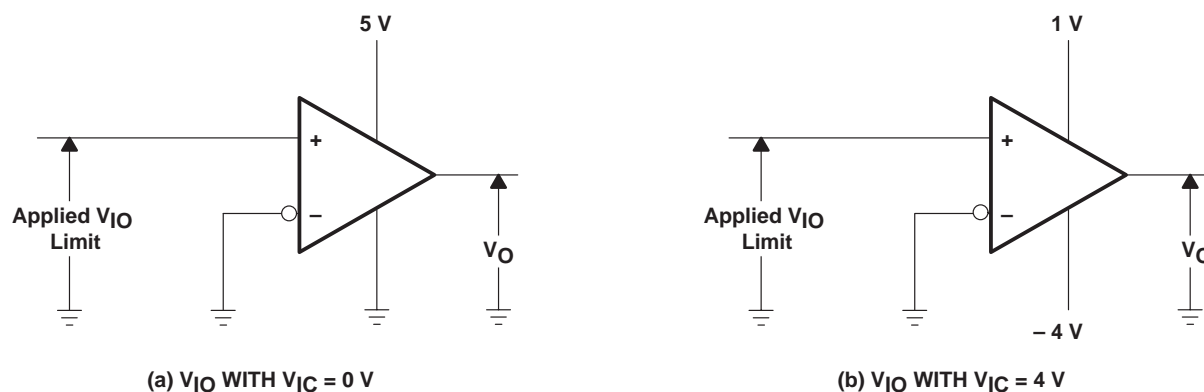 5 V
+
−
Applied VIO
Limit
VO
(a) VIO WITH VIC = 0 V
1 V
+
−
Applied VIO
Limit
VO
− 4 V
(b) VIO WITH VIC = 4 V